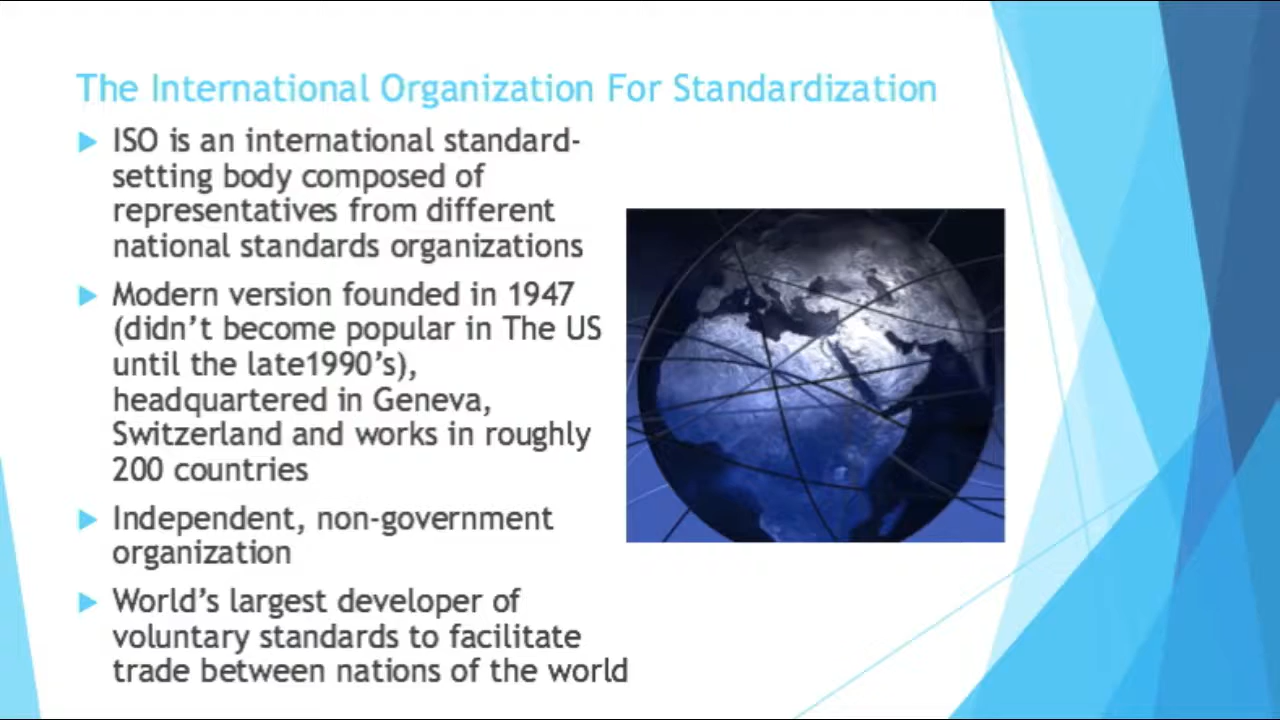 The International Organization For Standardization
ISO is an international standard-
setting body composed of
representatives from different
national standards organizations
Modern version founded in 1947
(didn't become popular in The US
until the late1990's),
headquartered in Geneva,
Switzerland and works in roughly
200 countries
Independent, non-government
organization
World's largest developer of
voluntary standards to facilitate
trade between nations of the world